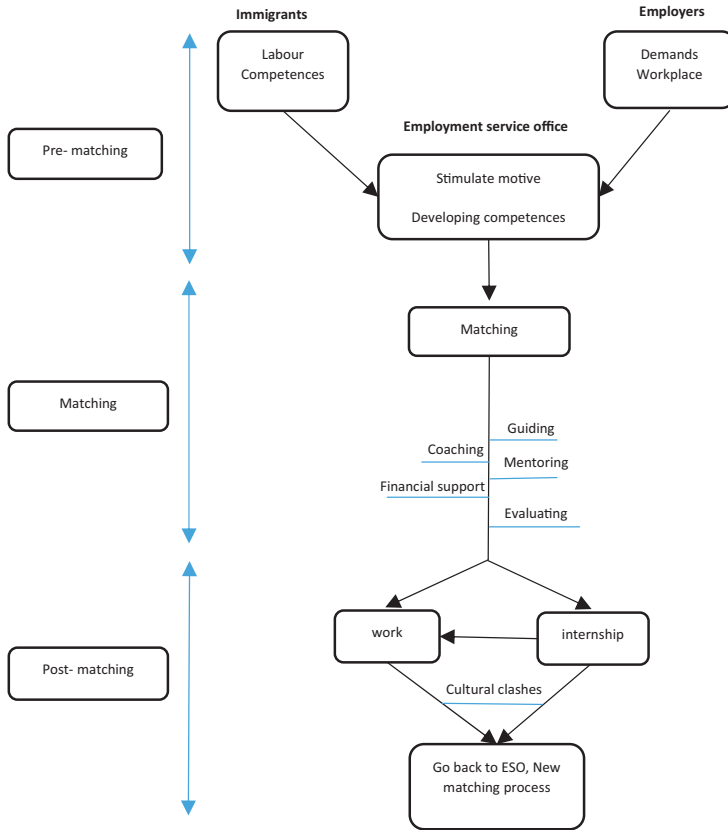 Immigrants
Employers
Labour
Competences
Demands
Workplace
Employment service office
Pre- matching
Stimulate motive
Developing competences
Matching
Matching
Guiding
Coaching
Mentoring
Financial support
Evaluating
work
internship
Post- matching
Cultural clashes
Go back to ESO, New
matching process